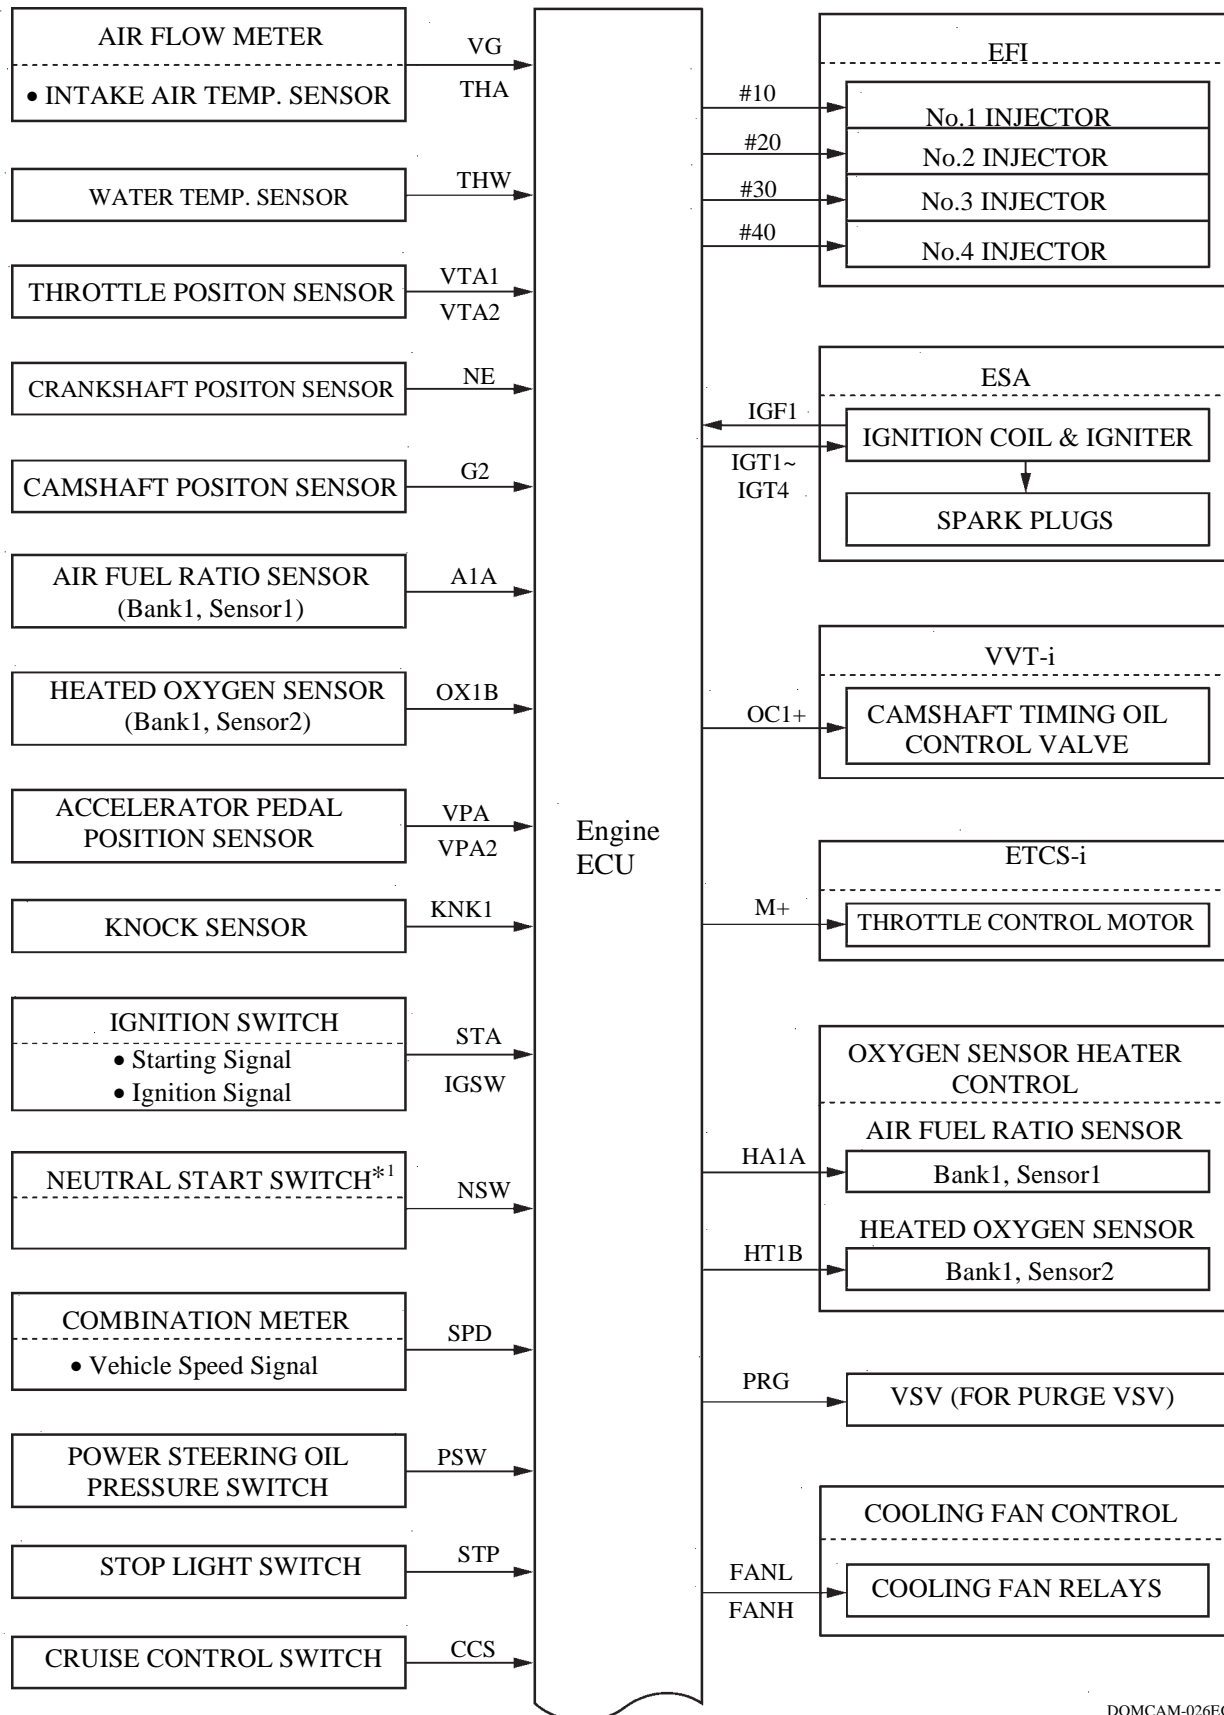 AIR FLOW METER
• INTAKE AIR TEMP. SENSOR
VG
THA
WATER TEMP. SENSOR
THW
THROTTLE POSITON SENSOR
VTA1
VTA2
CRANKSHAFT POSITON SENSOR
NE
CAMSHAFT POSITON SENSOR
G2
AIR FUEL RATIO SENSOR
(Bank1, Sensor1)
A1A
HEATED OXYGEN SENSOR
(Bank1, Sensor2)
OX1B
ACCELERATOR PEDAL
POSITION SENSOR
VPA
VPA2
KNOCK SENSOR
KNK1
IGNITION SWITCH
• Starting Signal
• Ignition Signal
STA
IGSW
NEUTRAL START SWITCH*1
NSW
COMBINATION METER
• Vehicle Speed Signal
SPD
POWER STEERING OIL
PRESSURE SWITCH
PSW
STOP LIGHT SWITCH
STP
CRUISE CONTROL SWITCH
CCS
Engine
ECU
EFI
#10
No.1 INJECTOR
#20
No.2 INJECTOR
#30
No.3 INJECTOR
#40
No.4 INJECTOR
ESA
IGF1
IGT1~
IGT4
IGNITION COIL & IGNITER
SPARK PLUGS
VVT-i
OC1+
CAMSHAFT TIMING OIL
CONTROL VALVE
ETCS-i
M+
THROTTLE CONTROL MOTOR
OXYGEN SENSOR HEATER
CONTROL
AIR FUEL RATIO SENSOR
HA1A
Bank1, Sensor1
HEATED OXYGEN SENSOR
HT1B
Bank1, Sensor2
PRG
VSV (FOR PURGE VSV)
COOLING FAN CONTROL
FANL
FANH
COOLING FAN RELAYS